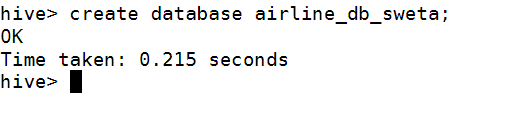 hive> create database airline_db_sweta;
OK
Time taken: 0.215 seconds
hive>